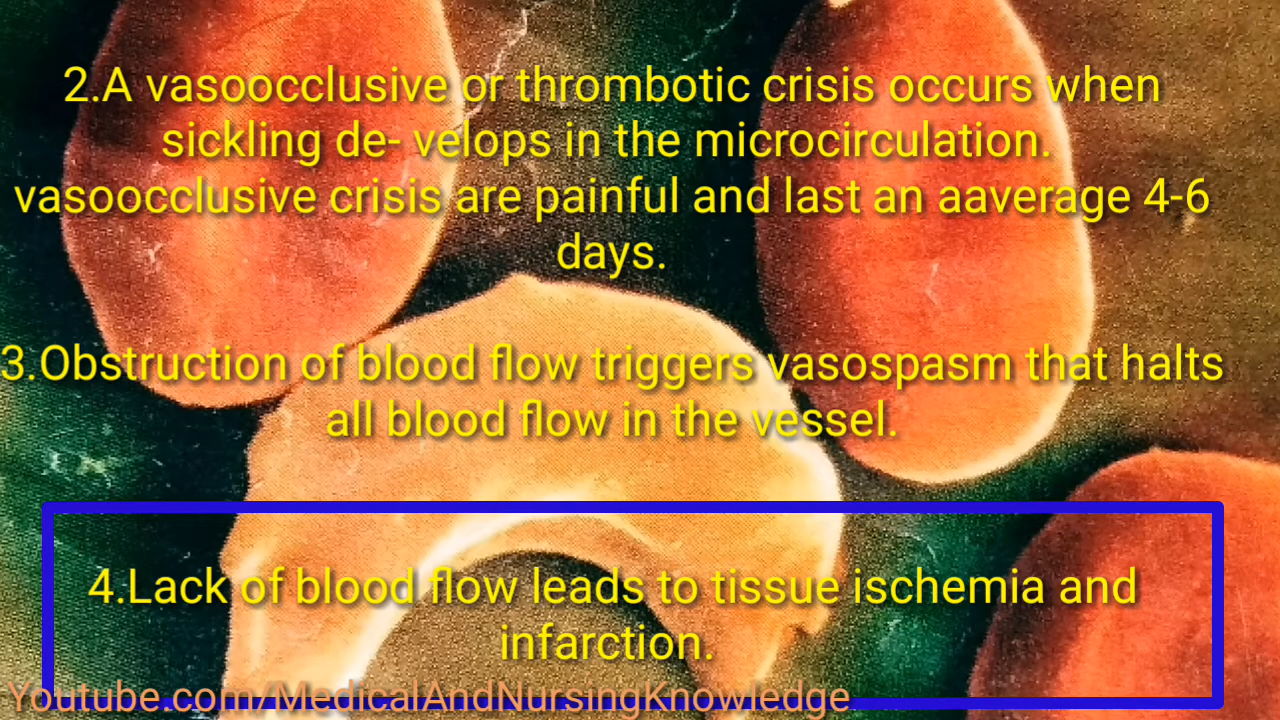 2.A vasoocclusive or thrombotic crisis occurs when
sickling de- velops in the microcirculation.
vasoocclusive crisis are painful and last an aaverage 4-6
days.
3.Obstruction of blood flow triggers vasospasm that halts
all blood flow in the vessel.
4.Lack of blood flow leads to tissue ischemia and
infarction.
Youtube.com/MedicalAndNursingKnowledge